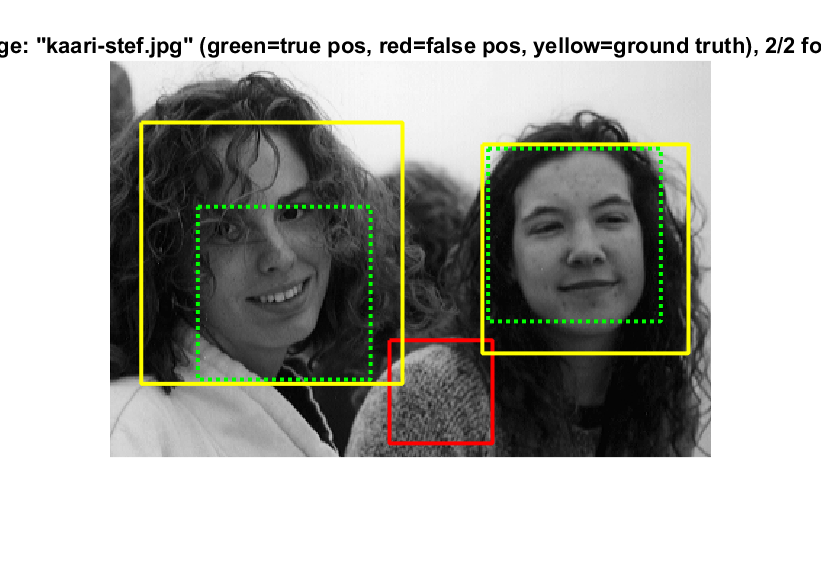 ge: "kaari-stef.jpg" (green=true pos, red=false pos, yellow=ground truth), 2/2 fo